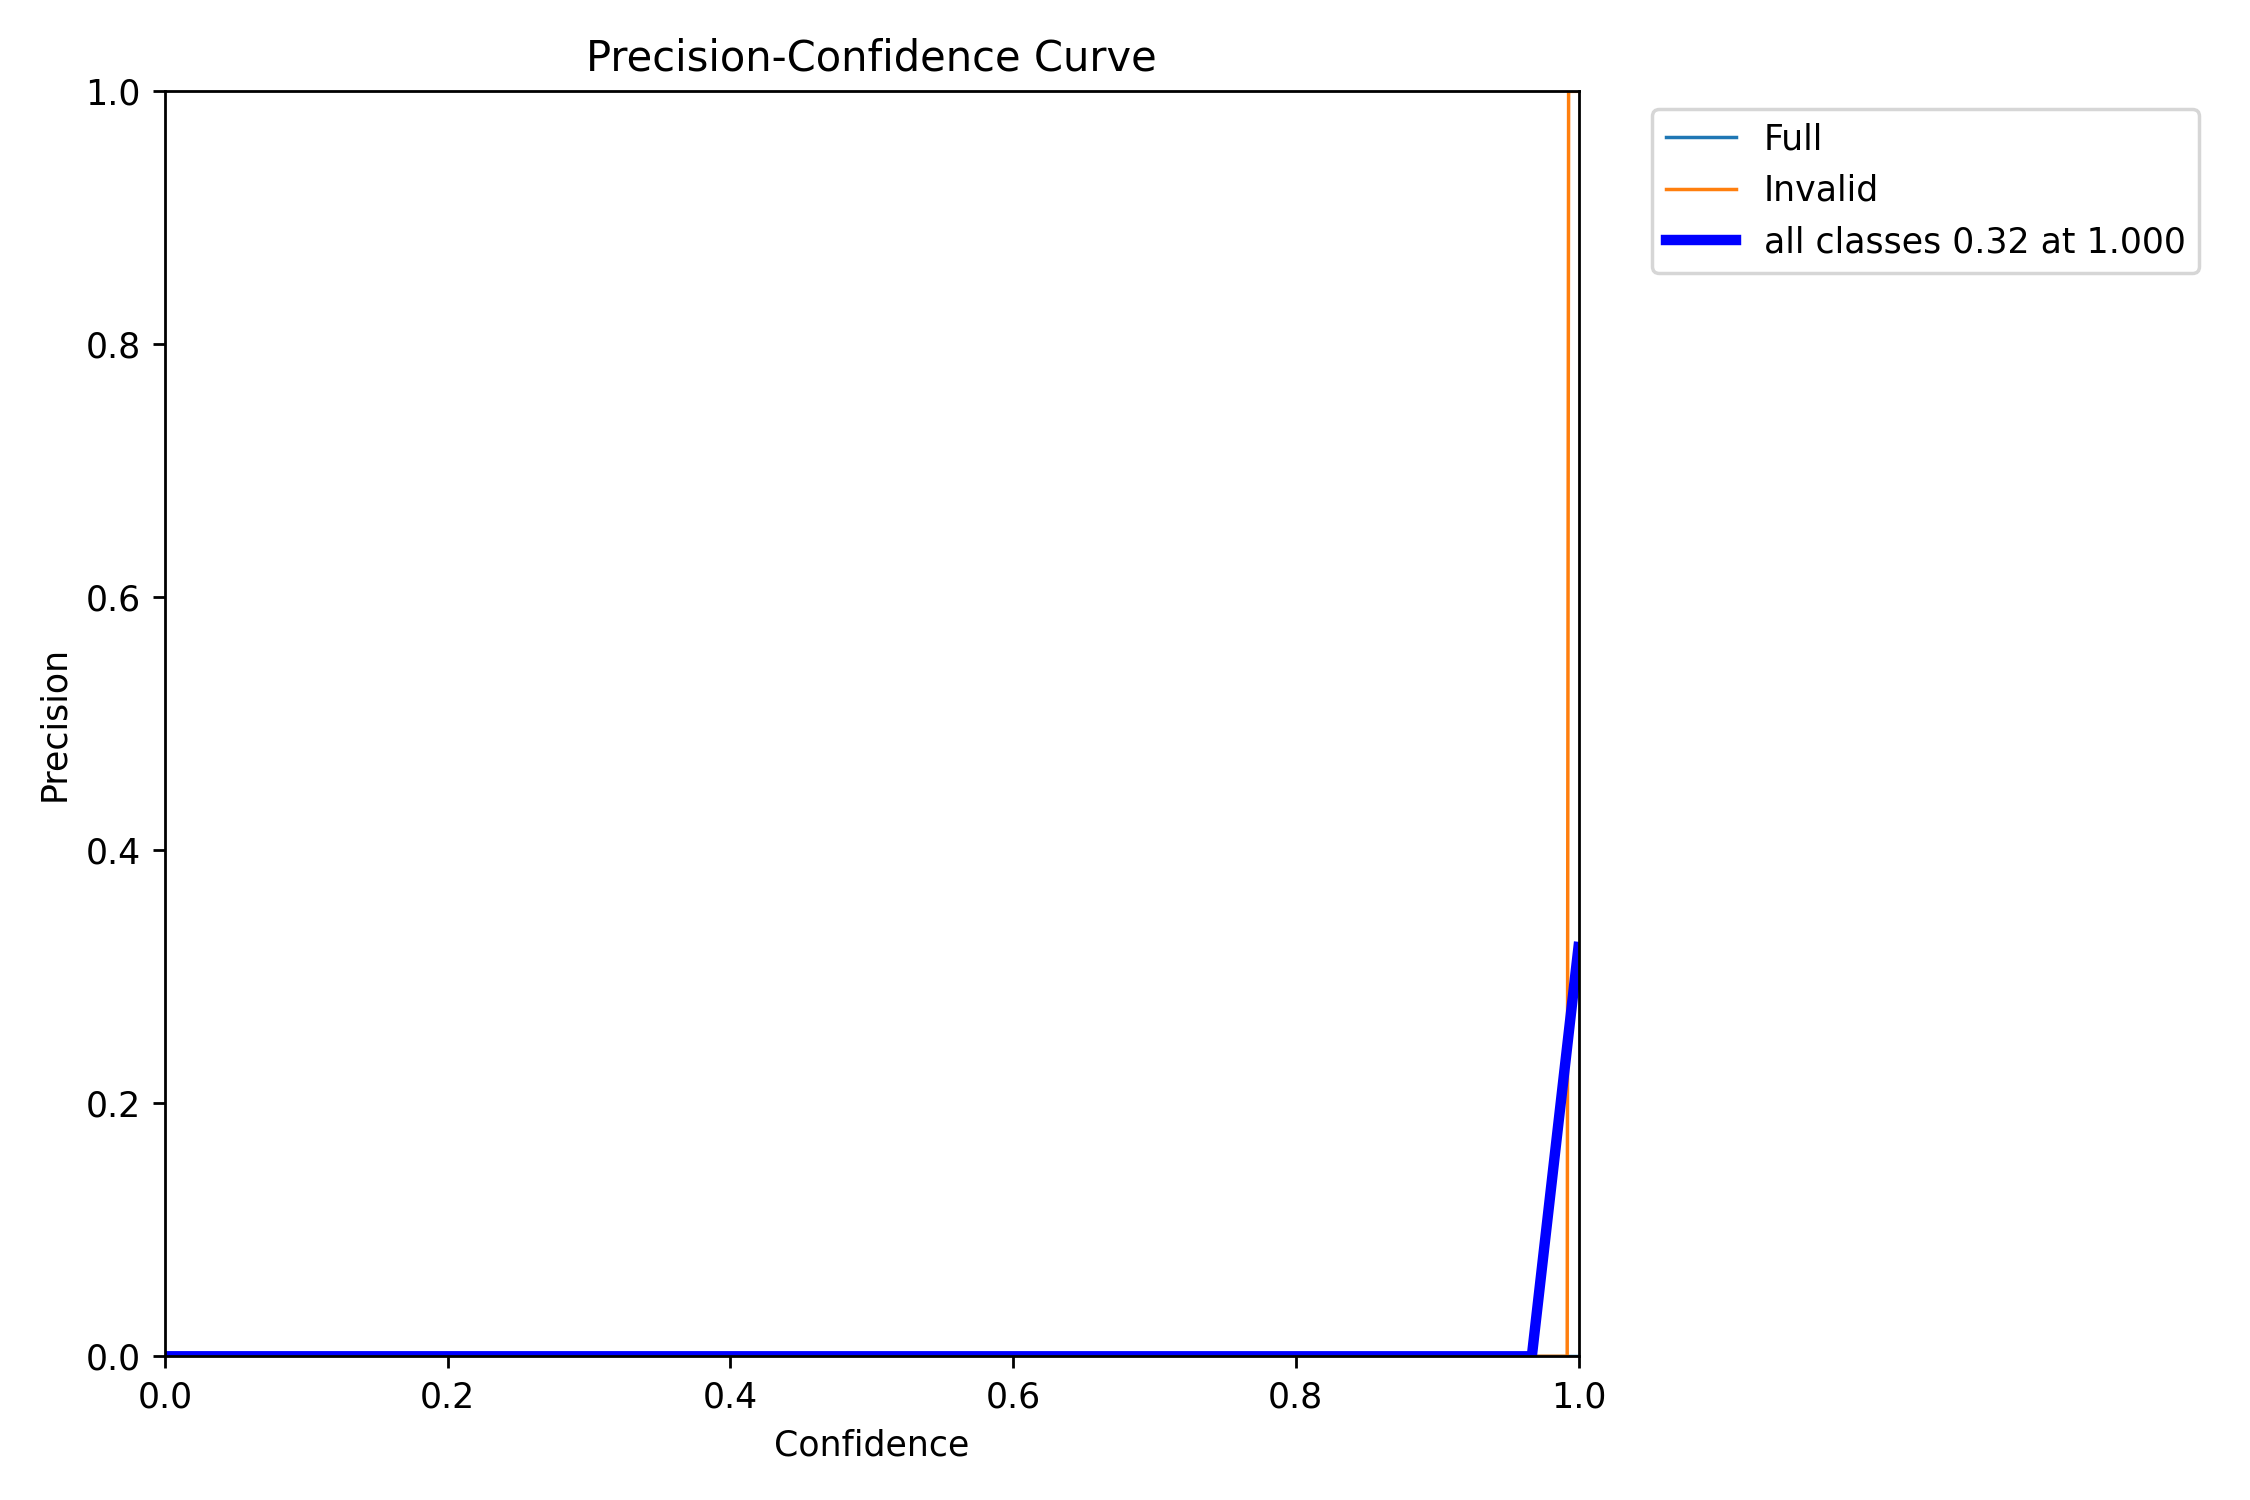 Precision-Confidence Curve
1.0
0.8
0.6
0.4
0.2
0.0
Precision
0.0 0.2 0.4 0.6 0.8 1.0
Confidence
Full
Invalid
all classes 0.32 at 1.000